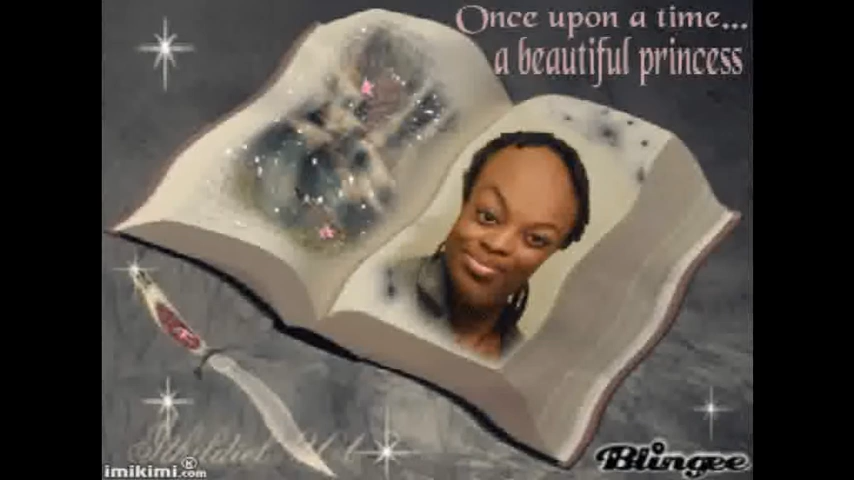 Once upon a time...
a beautiful princess
Blingee
imikimi®.com